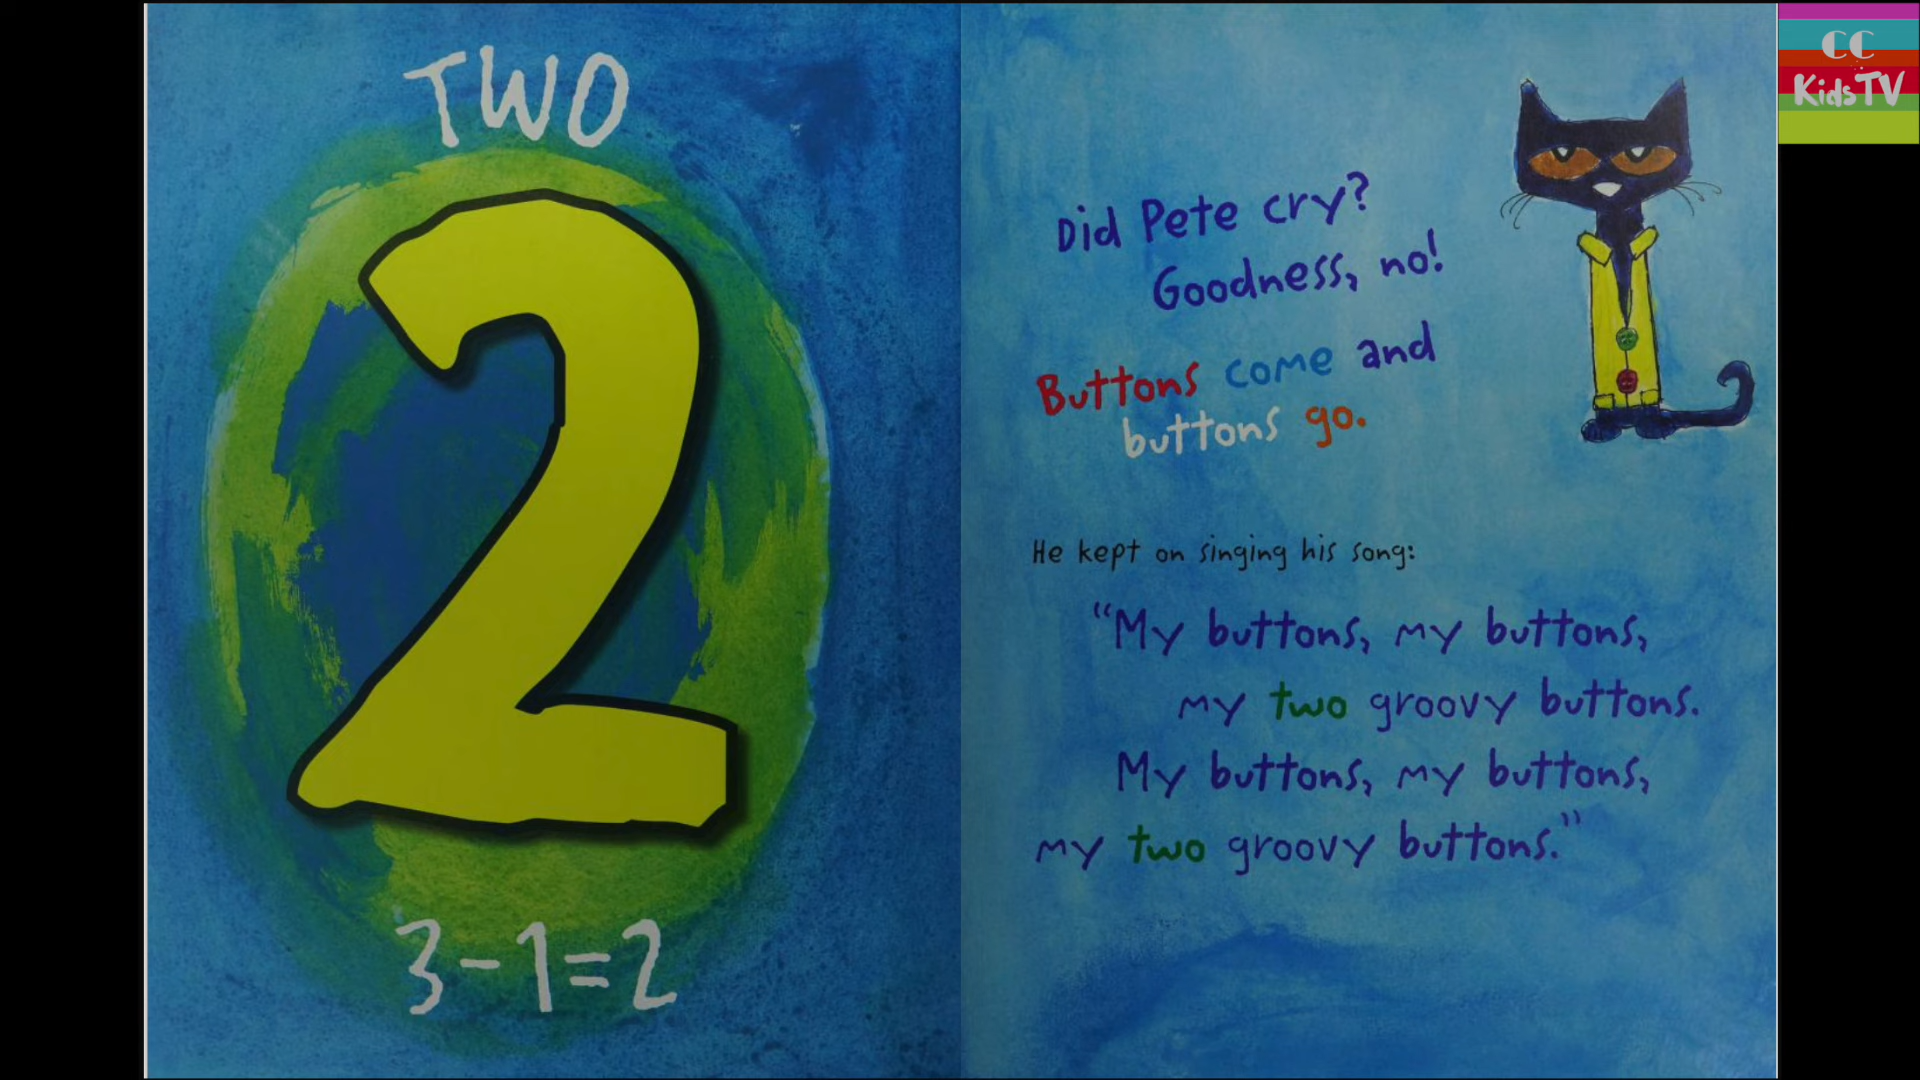 TWO
2
3-1=2
Did Pete cry?
Goodness, no!
Buttons come and
buttons go.
He kept on singing his song:
“My buttons, my buttons,
my two groovy buttons.
My buttons, my buttons,
my two groovy buttons.”
CC
KidsTV